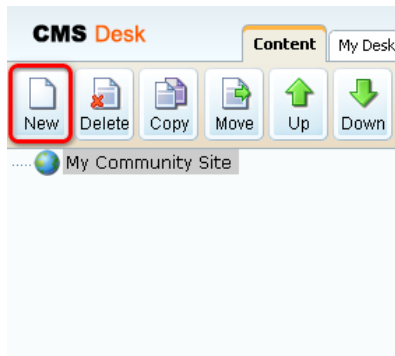 CMS Desk
Content My Desk
New Delete Copy Move Up Down
My Community Site